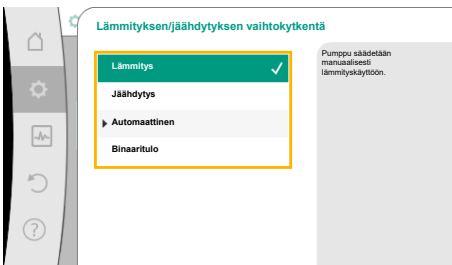 Lämmityksen/jäähdytyksen vaihtokytkentä
Lämmitys
Jäähdytys
Automaattinen
Binaaritulo
Pumppu säädetään
manuaalisesti
lämmityskäyttöön.